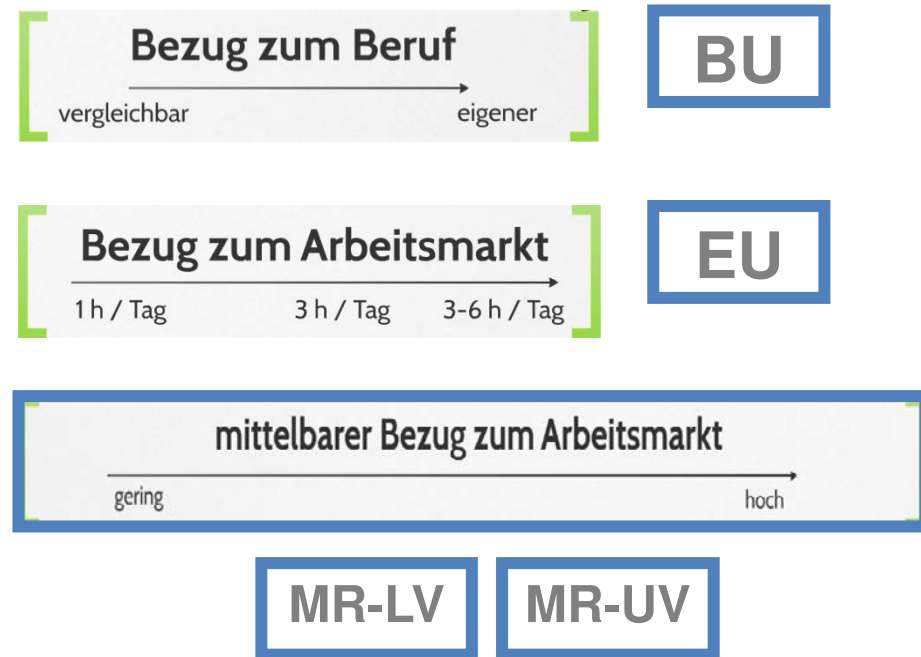 Bezug zum Beruf
vergleichbar eigener
BU
Bezug zum Arbeitsmarkt
1 h / Tag 3 h / Tag 3-6 h / Tag
EU
mittelbarer Bezug zum Arbeitsmarkt
gering hoch
MR-LV MR-UV